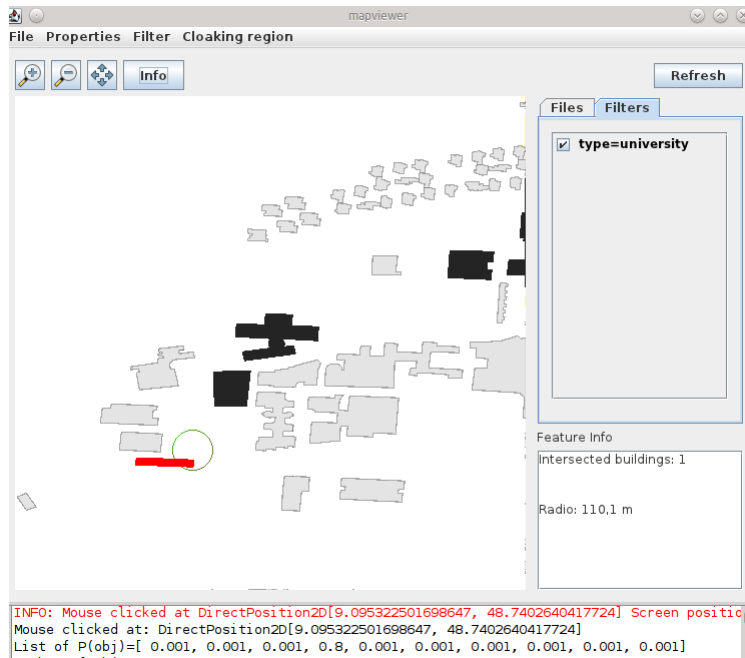 mapviewer
File Properties Filter Cloaking region
Info
Refresh
Files Filters
type=university
Feature Info
Intersected buildings: 1
Radio: 110,1 m
INFO: Mouse clicked at DirectPosition2D[9.095322501698647, 48.7402640417724] Screen positio
Mouse clicked at: DirectPosition2D[9.095322501698647, 48.7402640417724]
List of P(obj)=[ 0.001, 0.001, 0.001, 0.8, 0.001, 0.001, 0.001, 0.001, 0.001, 0.001]